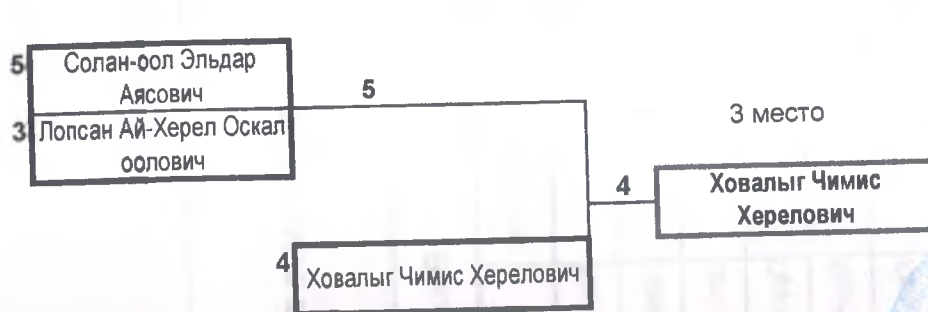 5 Солан-оол Эльдар
Аясович
5
3 Лопсан Ай-Херел Оскал
оолович
3 место
4
Ховалыг Чимис
Херелович
4 Ховалыг Чимис Херелович